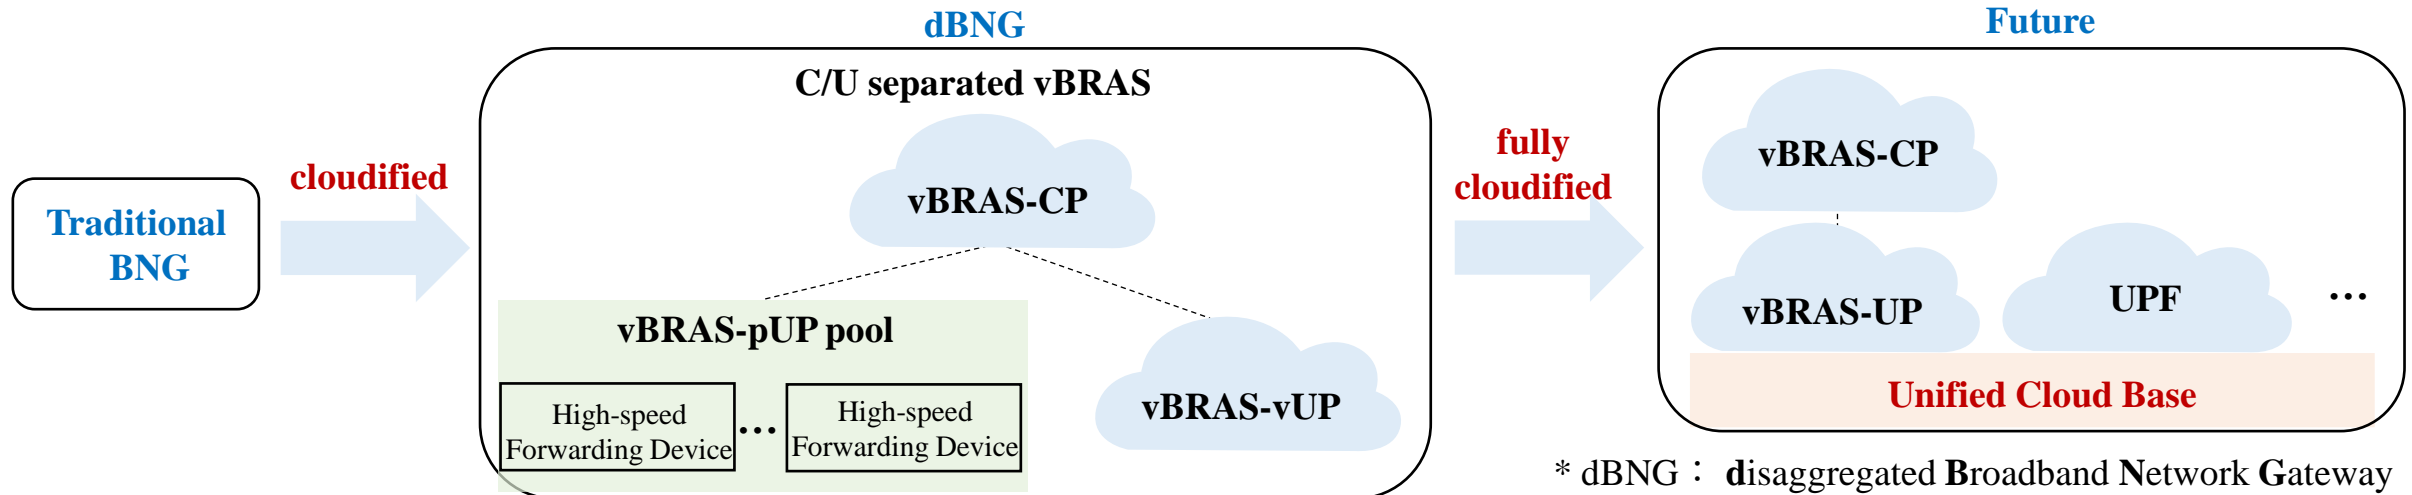 dBNG
Future
C/U separated vBRAS
cloudified
Traditional
BNG
vBRAS-CP
vBRAS-pUP pool
High-speed
Forwarding Device
...
High-speed
Forwarding Device
vBRAS-vUP
fully
cloudified
vBRAS-CP
vBRAS-UP
UPF
...
Unified Cloud Base
* dBNG： disaggregated Broadband Network Gateway